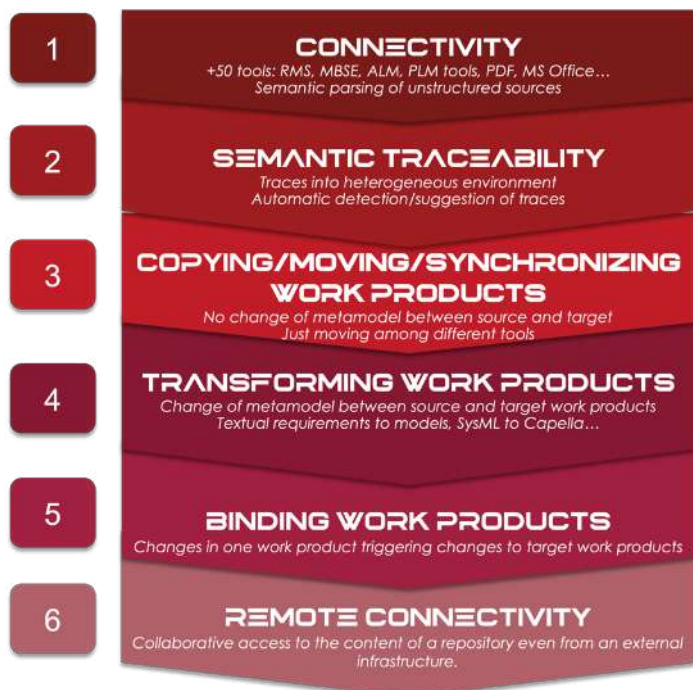 1
CONNECTIVITY
+50 tools: RMS, MBSE, ALM, PLM tools, PDF, MS Office…
Semantic parsing of unstructured sources
2
SEMANTIC TRACEABILITY
Traces into heterogeneous environment
Automatic detection/suggestion of traces
3
COPYING/MOVING/SYNCHRONIZING
WORK PRODUCTS
No change of metamodel between source and target
Just moving among different tools
4
TRANSFORMING WORK PRODUCTS
Change of metamodel between source and target work products
Textual requirements to models, SysML to Capella…
5
BINDING WORK PRODUCTS
Changes in one work product triggering changes to target work products
6
REMOTE CONNECTIVITY
Collaborative access to the content of a repository even from an external
infrastructure.